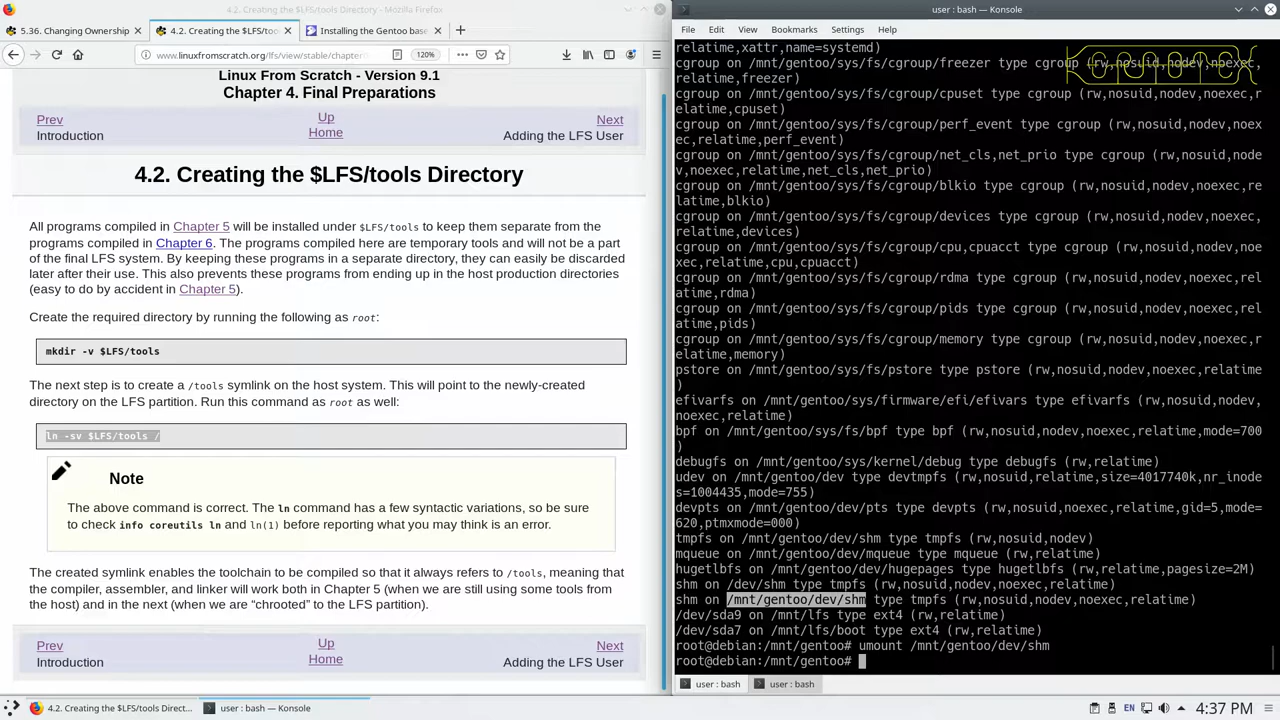 4.2. Creating the $LFS/tools Directory - Mozilla Firefox
5.36. Changing Ownership
4.2. Creating the $LFS/tools
Installing the Gentoo base
www.linuxfromscratch.org/lfs/view/stable/chapter
120%
Linux From Scratch - Version 9.1
Chapter 4. Final Preparations
Prev
Up
Next
Introduction
Home
Adding the LFS User
4.2. Creating the $LFS/tools Directory
All programs compiled in Chapter 5 will be installed under $LFS/tools to keep them separate from the
programs compiled in Chapter 6. The programs compiled here are temporary tools and will not be a part
of the final LFS system. By keeping these programs in a separate directory, they can easily be discarded
later after their use. This also prevents these programs from ending up in the host production directories
(easy to do by accident in Chapter 5).
Create the required directory by running the following as root:
mkdir -v $LFS/tools
The next step is to create a /tools symlink on the host system. This will point to the newly-created
directory on the LFS partition. Run this command as root as well:
ln -sv $LFS/tools /
Note
The above command is correct. The ln command has a few syntactic variations, so be sure
to check info coreutils ln and ln(1) before reporting what you may think is an error.
The created symlink enables the toolchain to be compiled so that it always refers to /tools, meaning that
the compiler, assembler, and linker will work both in Chapter 5 (when we are still using some tools from
the host) and in the next (when we are “chrooted” to the LFS partition).
Prev
Up
Next
Introduction
Home
Adding the LFS User
user : bash — Konsole
File Edit View Bookmarks Settings Help
relatime,xattr,name=systemd)
cgroup on /mnt/gentoo/sys/fs/cgroup/freezer type cgroup (rw,nosuid,nodev,noexec,
relatime,freezer)
cgroup on /mnt/gentoo/sys/fs/cgroup/cpuset type cgroup (rw,nosuid,nodev,noexec,r
elatime,cpuset)
cgroup on /mnt/gentoo/sys/fs/cgroup/perf_event type cgroup (rw,nosuid,nodev,noex
ec,relatime,perf_event)
cgroup on /mnt/gentoo/sys/fs/cgroup/net_cls,net_prio type cgroup (rw,nosuid,node
v,noexec,relatime,net_cls,net_prio)
cgroup on /mnt/gentoo/sys/fs/cgroup/blkio type cgroup (rw,nosuid,nodev,noexec,re
latime,blkio)
cgroup on /mnt/gentoo/sys/fs/cgroup/devices type cgroup (rw,nosuid,nodev,noexec,
relatime,devices)
cgroup on /mnt/gentoo/sys/fs/cgroup/cpu,cpuacct type cgroup (rw,nosuid,nodev,no
exec,relatime,cpu,cpuacct)
cgroup on /mnt/gentoo/sys/fs/cgroup/rdma type cgroup (rw,nosuid,nodev,noexec,rel
atime,rdma)
cgroup on /mnt/gentoo/sys/fs/cgroup/pids type cgroup (rw,nosuid,nodev,noexec,rel
atime,pids)
cgroup on /mnt/gentoo/sys/fs/cgroup/memory type cgroup (rw,nosuid,nodev,noexec,r
elatime,memory)
pstore on /mnt/gentoo/sys/fs/pstore type pstore (rw,nosuid,nodev,noexec,relatime
)
efivarfs on /mnt/gentoo/sys/firmware/efi/efivars type efivarfs (rw,nosuid,nodev,
noexec,relatime)
bpf on /mnt/gentoo/sys/fs/bpf type bpf (rw,nosuid,nodev,noexec,relatime,mode=700
)
debugfs on /mnt/gentoo/sys/kernel/debug type debugfs (rw,relatime)
udev on /mnt/gentoo/dev type devtmpfs (rw,nosuid,relatime,size=4017740k,nr_inode
s=1004435,mode=755)
devpts on /mnt/gentoo/dev/pts type devpts (rw,nosuid,noexec,relatime,gid=5,mode=
620,ptmxmode=000)
tmpfs on /mnt/gentoo/dev/shm type tmpfs (rw,nosuid,nodev)
mqueue on /mnt/gentoo/dev/mqueue type mqueue (rw,relatime)
hugetlbfs on /mnt/gentoo/dev/hugepages type hugetlbfs (rw,relatime,pagesize=2M)
shm on /dev/shm type tmpfs (rw,nosuid,nodev,noexec,relatime)
shm on /mnt/gentoo/dev/shm type tmpfs (rw,nosuid,nodev,noexec,relatime)
/dev/sda9 on /mnt/lfs type ext4 (rw,relatime)
/dev/sda7 on /mnt/lfs/boot type ext4 (rw,relatime)
root@debian:/mnt/gentoo# umount /mnt/gentoo/dev/shm
root@debian:/mnt/gentoo#
user : bash
user : bash
4.2. Creating the $LFS/tools Direct...
user : bash — Konsole
EN
4:37 PM